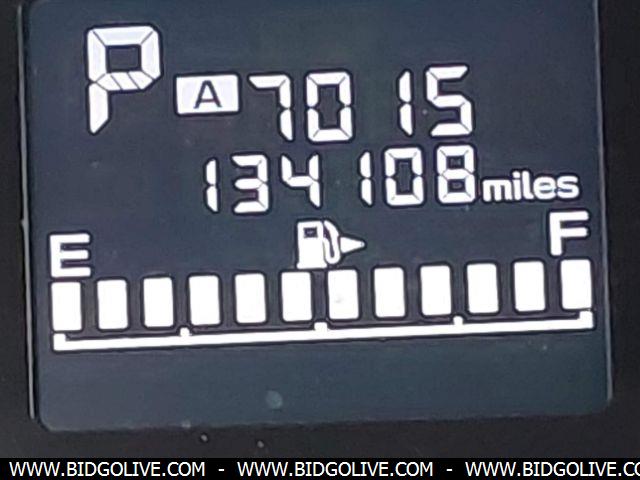 P A 7015
134108 miles
E F
WWW.BIDGOLIVE.COM - WWW.BIDGOLIVE.COM - WWW.BIDGOLIVE.CO